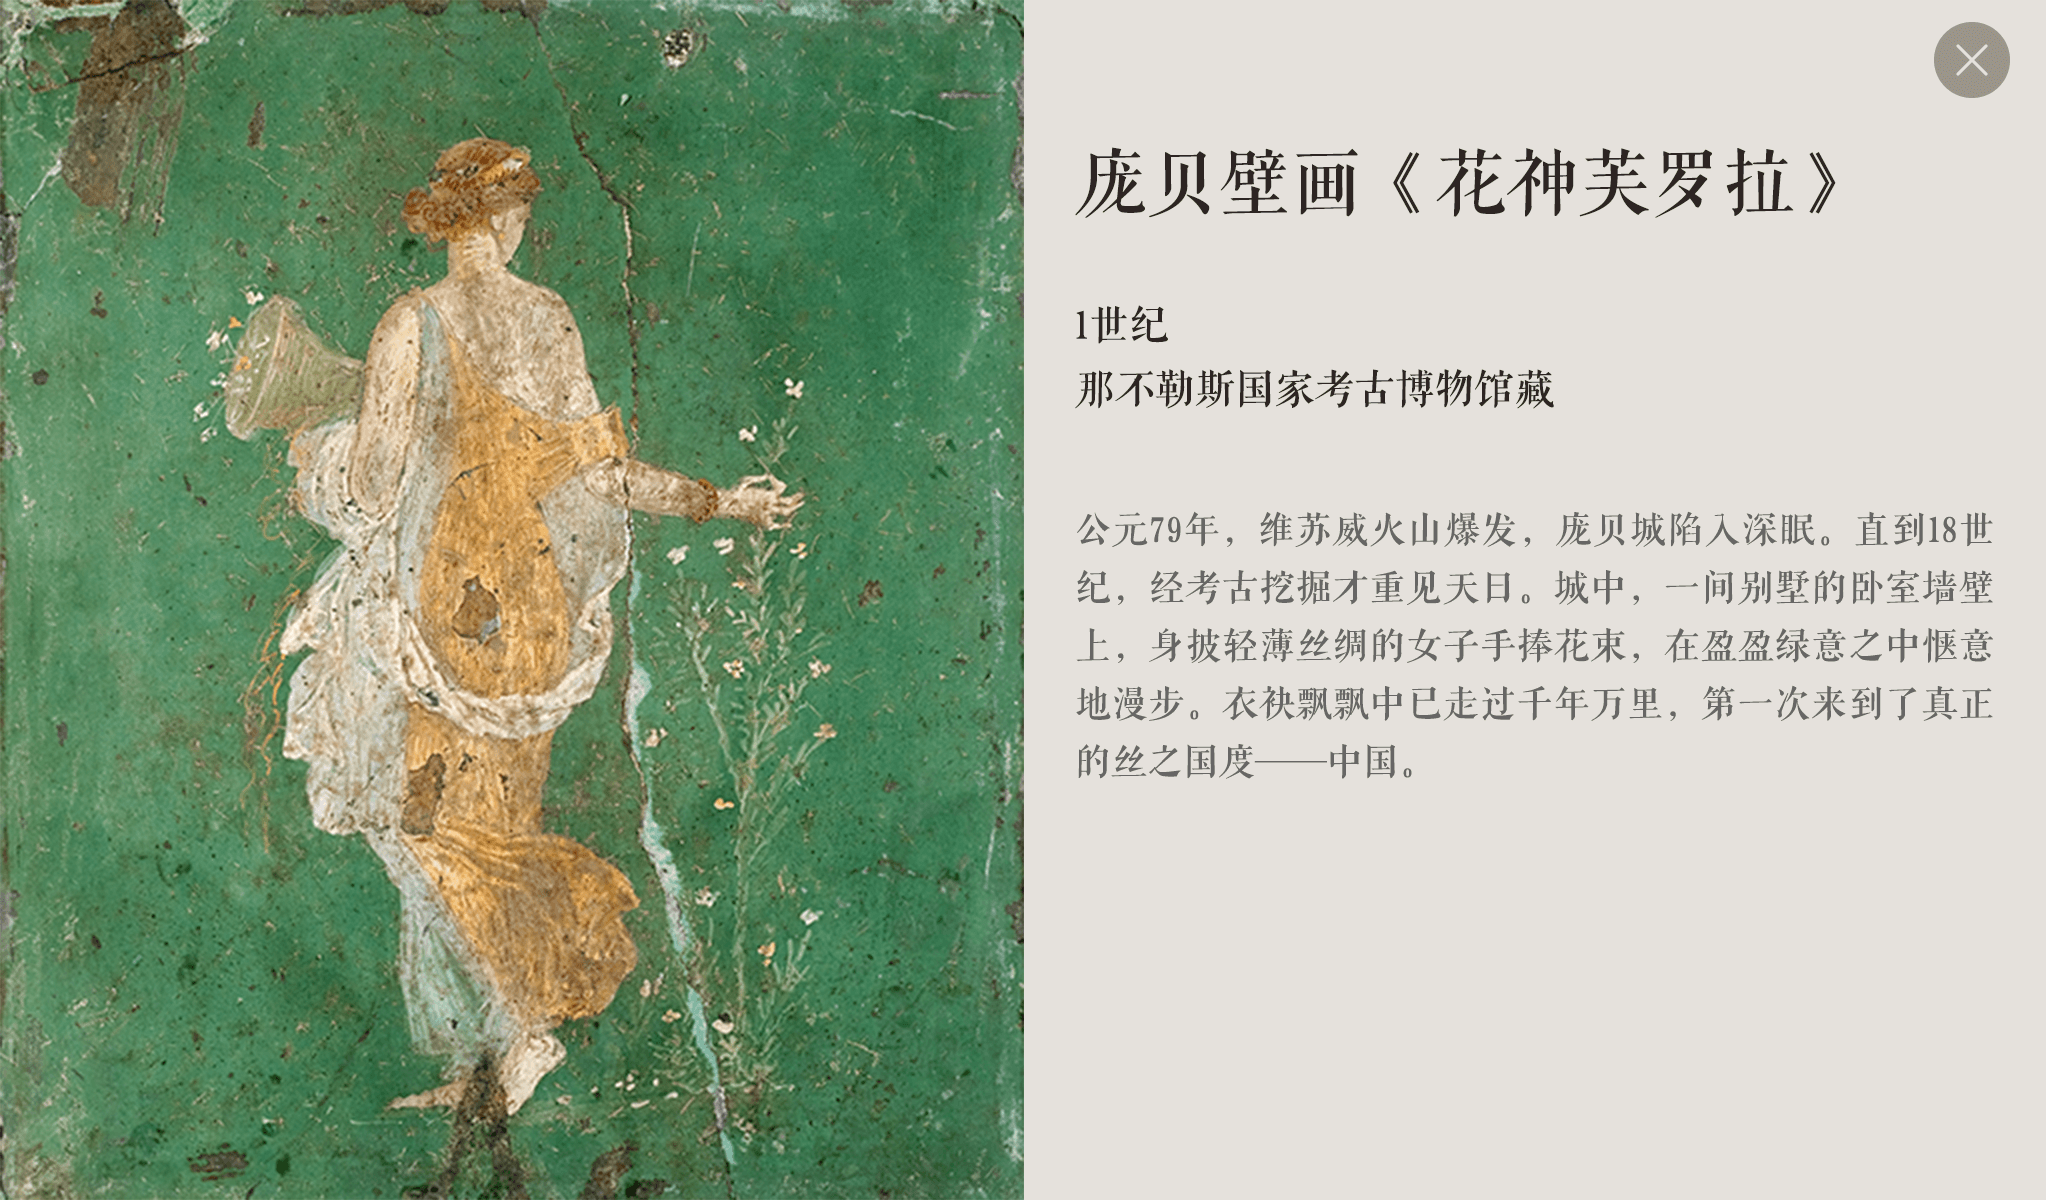 庞贝壁画《花神芙罗拉》
1世纪
那不勒斯国家考古博物馆藏
公元79年，维苏威火山爆发，庞贝城陷入深眠。直到18世
纪，经考古挖掘才重见天日。城中，一间别墅的卧室墙壁
上，身披轻薄丝绸的女子手捧花束，在盈盈绿意之中惬意
地漫步。衣袂飘飘中已走过千年万里，第一次来到了真正
的丝之国度——中国。